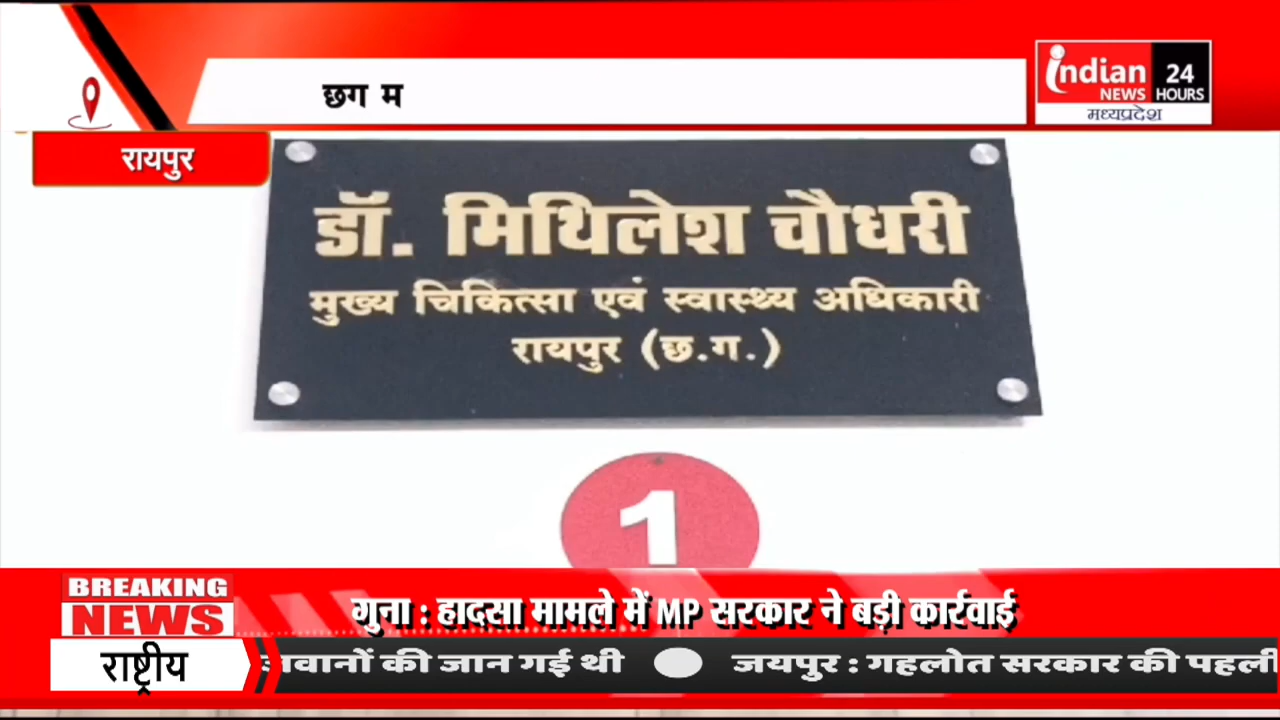 छग म
indian
NEWS
24
HOURS
मध्यप्रदेश
रायपुर
डॉ. मिथिलेश चौधरी
मुख्य चिकित्सा एवं स्वास्थ्य अधिकारी
रायपुर (छ.ग.)
1
BREAKING
NEWS
गुना : हादसा मामले में MP सरकार ने बड़ी कार्रवाई
राष्ट्रीय
जवानों की जान गई थी
जयपुर : गहलोत सरकार की पहली